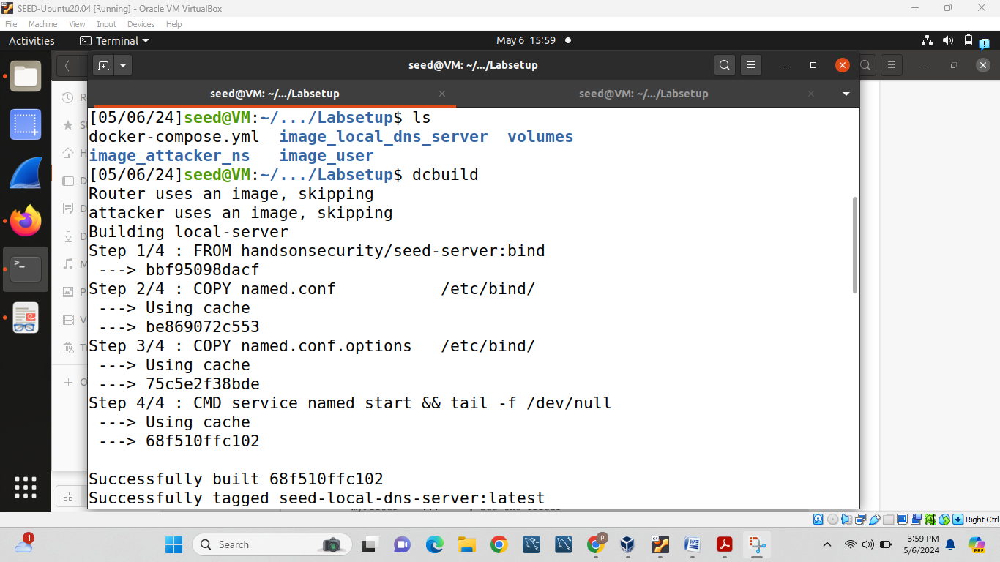 SEED-Ubuntu20.04 [Running] - Oracle VM VirtualBox
File Machine View Input Devices Help
Activities Terminal May 6 15:59
seed@VM: ~/.../Labsetup
seed@VM: ~/.../Labsetup seed@VM: ~/.../Labsetup
[05/06/24]seed@VM:~/.../Labsetup$ ls
docker-compose.yml image_local_dns_server volumes
image_attacker_ns image_user
[05/06/24]seed@VM:~/.../Labsetup$ dcbuild
Router uses an image, skipping
attacker uses an image, skipping
Building local-server
Step 1/4 : FROM handsonsecurity/seed-server:bind
---> bbf95098dacf
Step 2/4 : COPY named.conf /etc/bind/
---> Using cache
---> be869072c553
Step 3/4 : COPY named.conf.options /etc/bind/
---> Using cache
---> 75c5e2f38bde
Step 4/4 : CMD service named start && tail -f /dev/null
---> Using cache
---> 68f510ffc102
Successfully built 68f510ffc102
Successfully tagged seed-local-dns-server:latest
Right Ctrl
1
Search
P
64
PRE
3:59 PM
5/6/2024